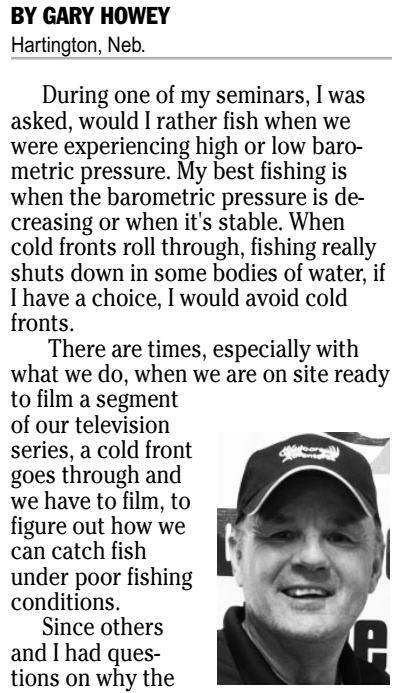 BY GARY HOWEY
Hartington, Neb.
During one of my seminars, I was
asked, would I rather fish when we
were experiencing high or low baro-
metric pressure. My best fishing is
when the barometric pressure is de-
creasing or when it's stable. When
cold fronts roll through, fishing really
shuts down in some bodies of water, if
I have a choice, I would avoid cold
fronts.
There are times, especially with
what we do, when we are on site ready
to film a segment
of our television
series, a cold front
goes through and
we have to film, to
figure out how we
can catch fish
under poor fishing
conditions.
Since others
and I had ques-
tions on why the